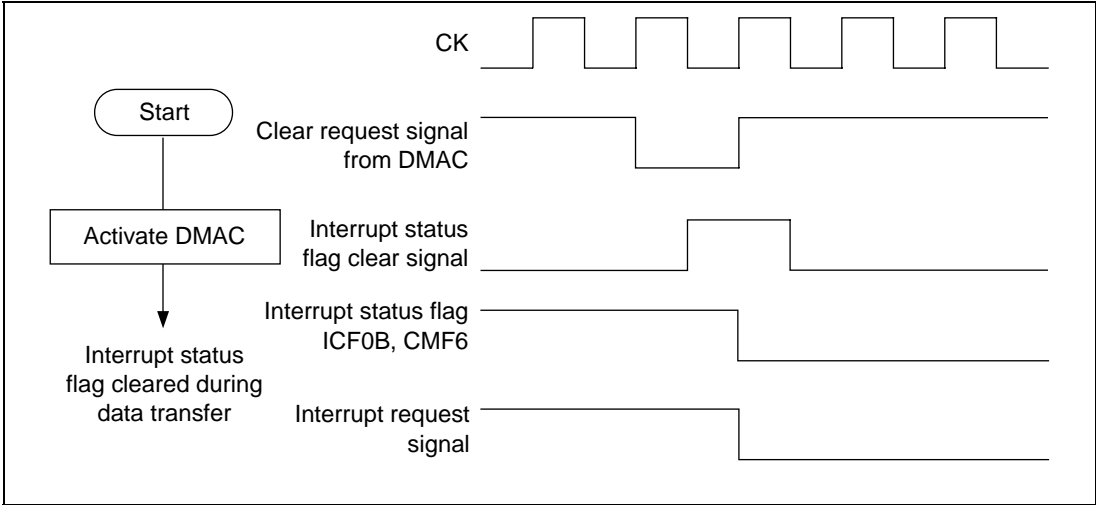 Start
Activate DMAC
Interrupt status
flag cleared during
data transfer
CK
Clear request signal
from DMAC
Interrupt status
flag clear signal
Interrupt status flag
ICF0B, CMF6
Interrupt request
signal